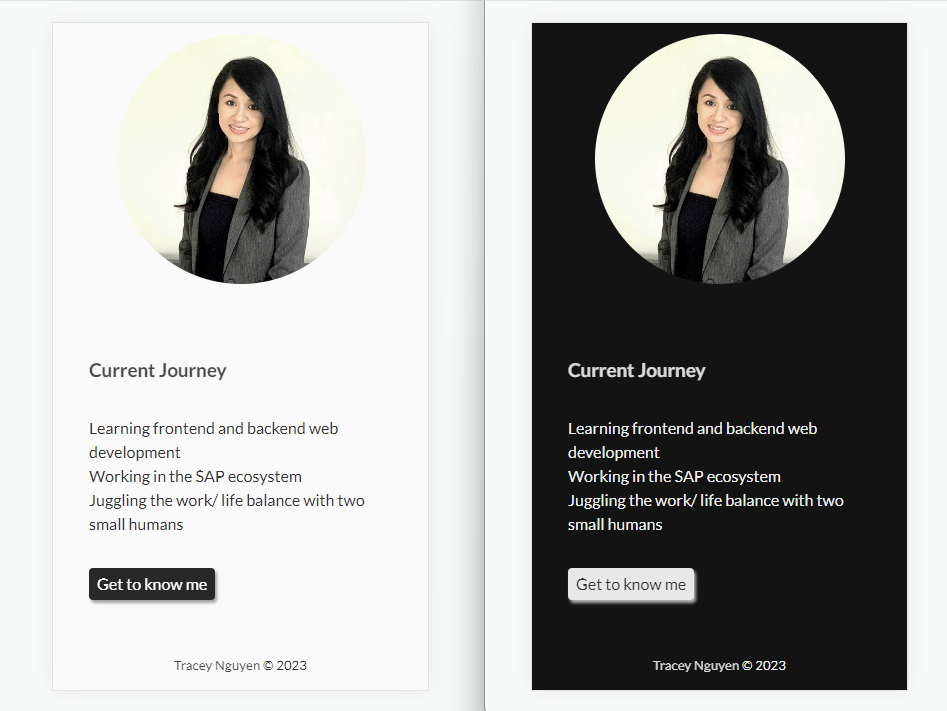 Current Journey
Learning frontend and backend web
development
Working in the SAP ecosystem
Juggling the work/ life balance with two
small humans
Get to know me
Tracey Nguyen © 2023
Current Journey
Learning frontend and backend web
development
Working in the SAP ecosystem
Juggling the work/ life balance with two
small humans
Get to know me
Tracey Nguyen © 2023